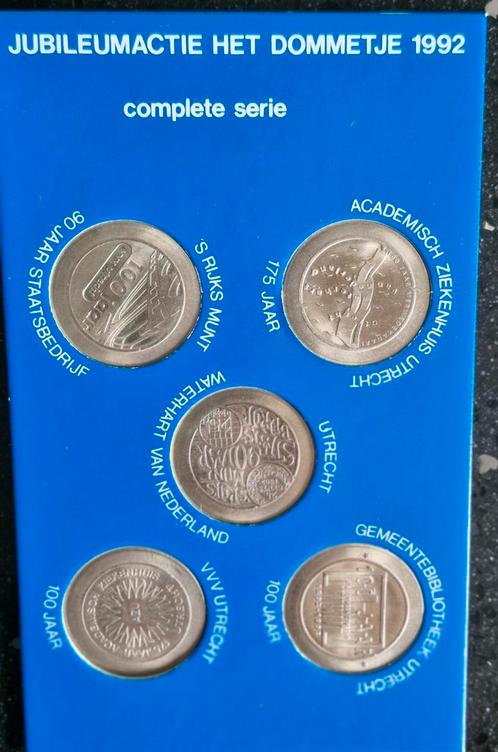 JUBILEUMACTIE HET DOMMETJE 1992
complete serie
90 JAAR STAATSBEDRIJF
'S RIJKS MUNT
ACADEMISCH ZIEKENHUIS UTRECHT
175 JAAR
WATERHART VAN NEDERLAND
UTRECHT
VVV UTRECHT
100 JAAR
GEMEENTEBIBLIOTHEEK UTRECHT
100 JAAR